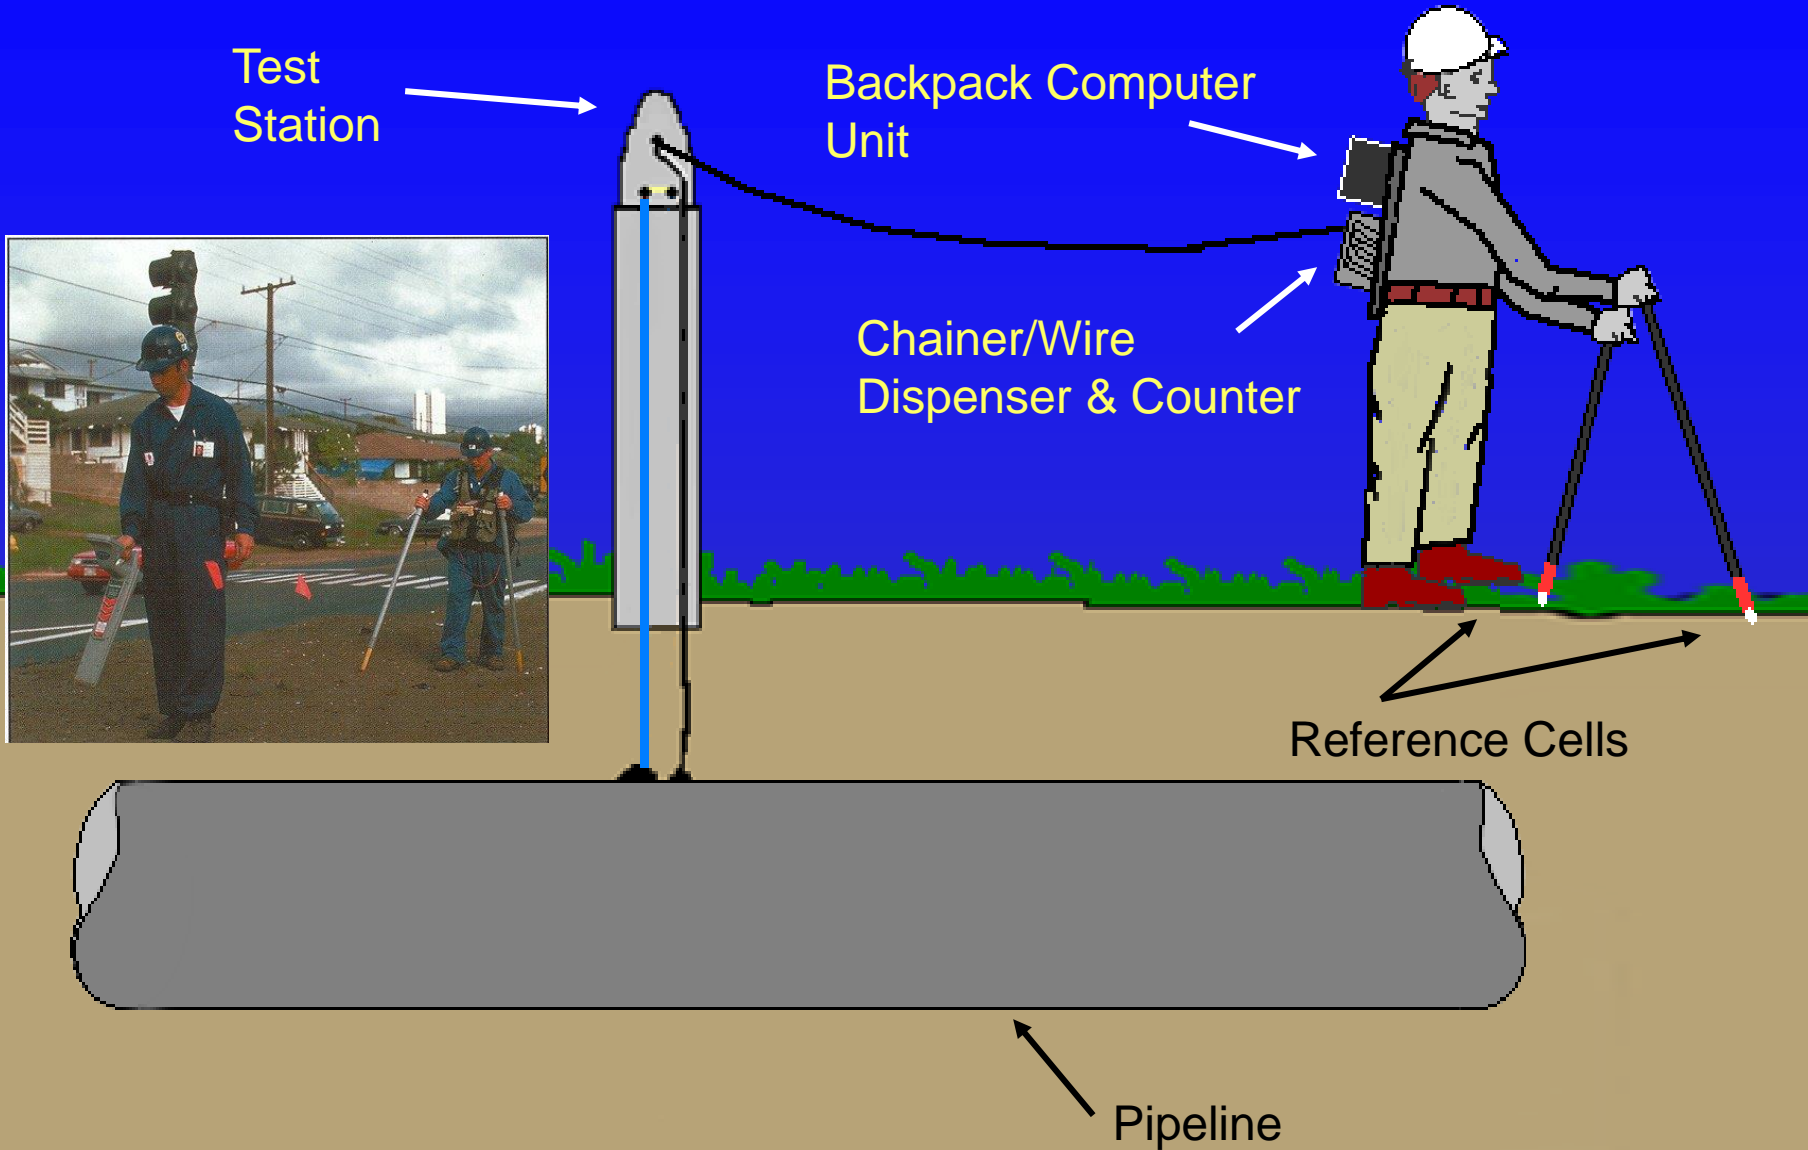 Test
Station
Backpack Computer
Unit
Chainer/Wire
Dispenser & Counter
Reference Cells
Pipeline